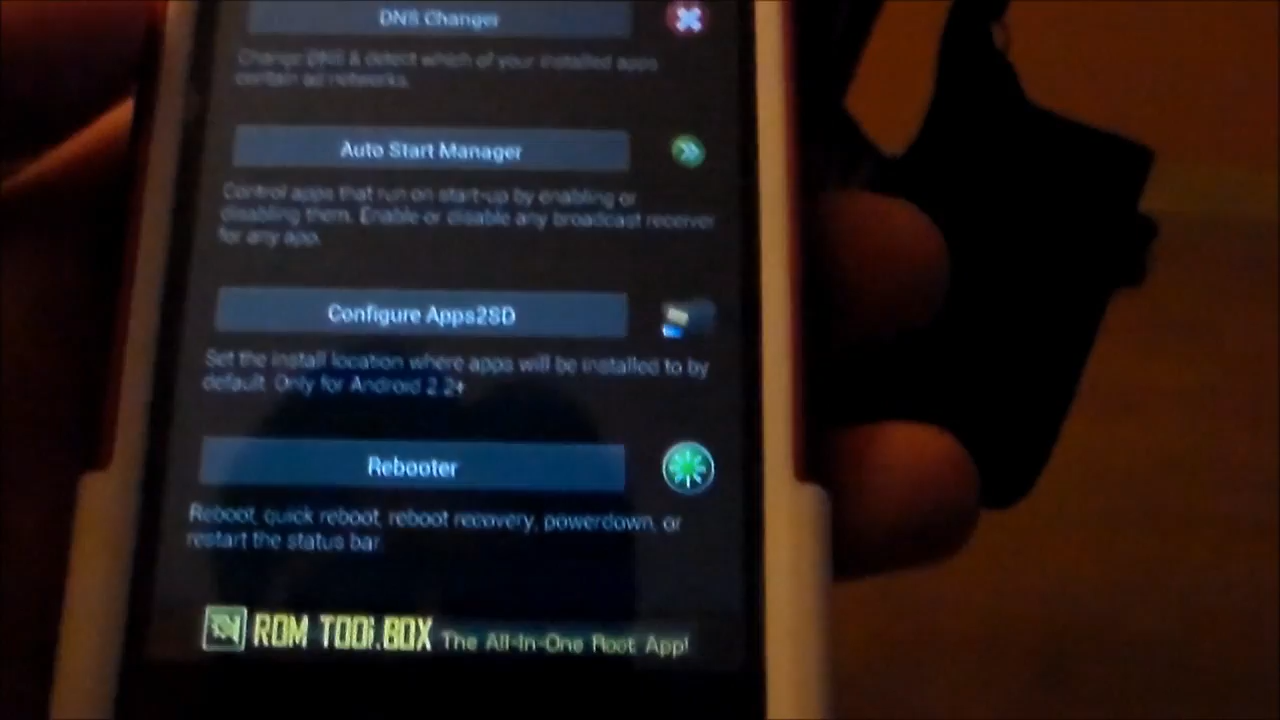 DNS Changer
Change DNS & detect which of your installed apps
contain ad networks.
Auto Start Manager
Control apps that run on start-up by enabling or
disabling them. Enable or disable any broadcast receiver
for any app.
Configure Apps2SD
Set the install location where apps will be installed to by
default. Only for Android 2.2+
Rebooter
Reboot, quick reboot, reboot recovery, powerdown, or
restart the status bar.
ROM TOOLBOX The All-In-One Root App!